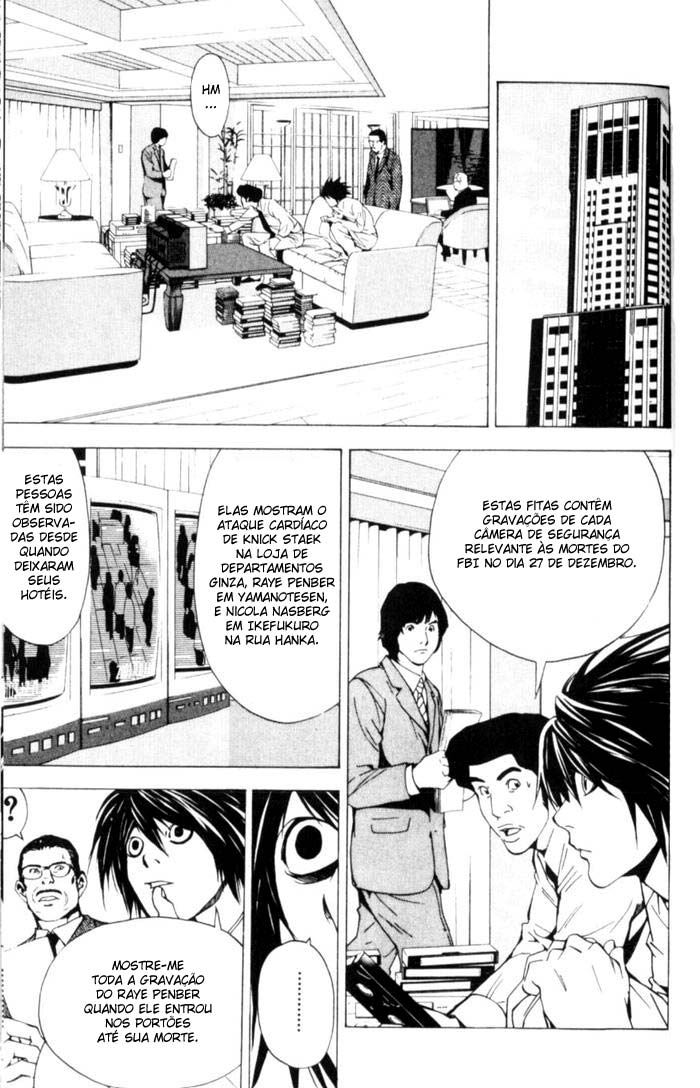 HM
...
ESTAS FITAS CONTÊM
GRAVAÇÕES DE CADA
CÂMERA DE SEGURANÇA
RELEVANTE ÀS MORTES DO
FBI NO DIA 27 DE DEZEMBRO.
ELAS MOSTRAM O
ATAQUE CARDÍACO
DE KNICK STAEK
NA LOJA DE
DEPARTAMENTOS
GINZA, RAYE PENBER
EM YAMANOTESEN,
E NICOLA NASBERG
EM IKEFUKURO
NA RUA HANKA.
ESTAS
PESSOAS
TÊM SIDO
OBSERVA-
DAS DESDE
QUANDO
DEIXARAM
SEUS
HOTÉIS.
.........
MOSTRE-ME
TODA A GRAVAÇÃO
DO RAYE PENBER
QUANDO ELE ENTROU
NOS PORTÕES
ATÉ SUA MORTE.
?